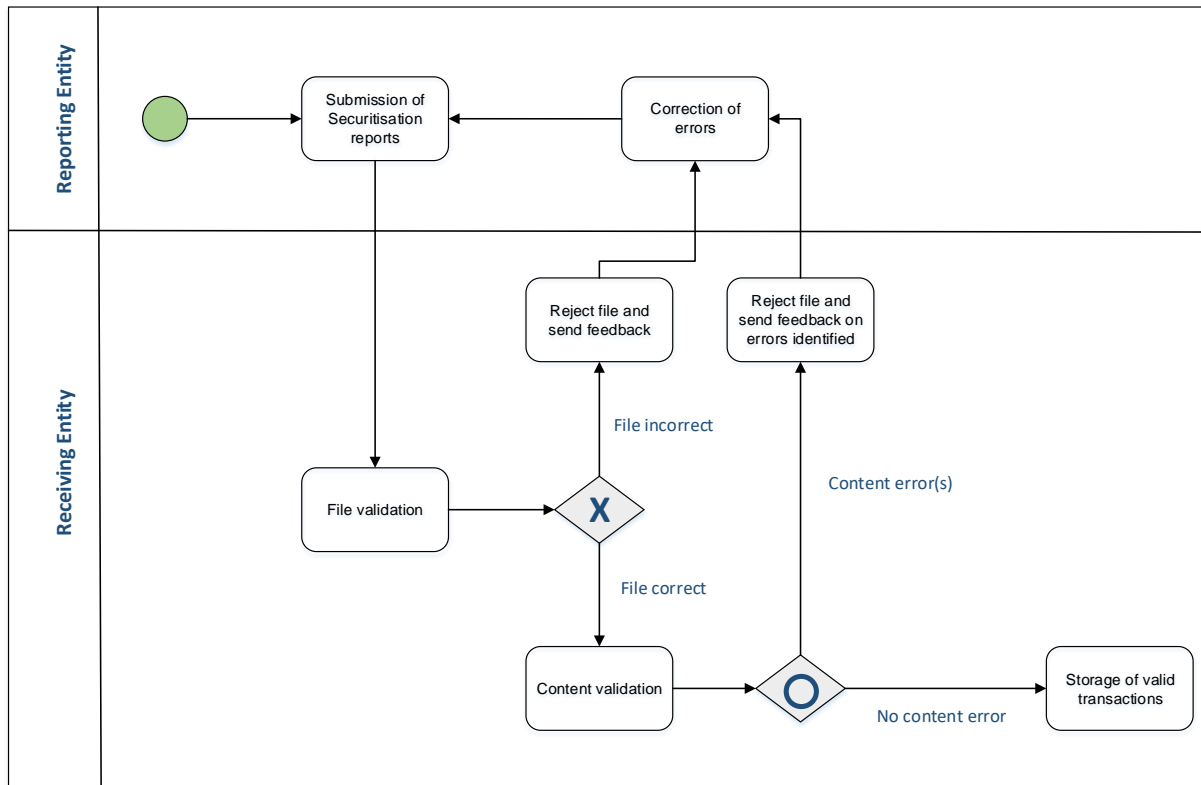 Reporting Entity
Submission of
Securitisation
reports
Correction of
errors
Receiving Entity
Reject file and
send feedback
Reject file and
send feedback on
errors identified
File incorrect
Content error(s)
File validation
X
File correct
Content validation
Storage of valid
transactions
No content error